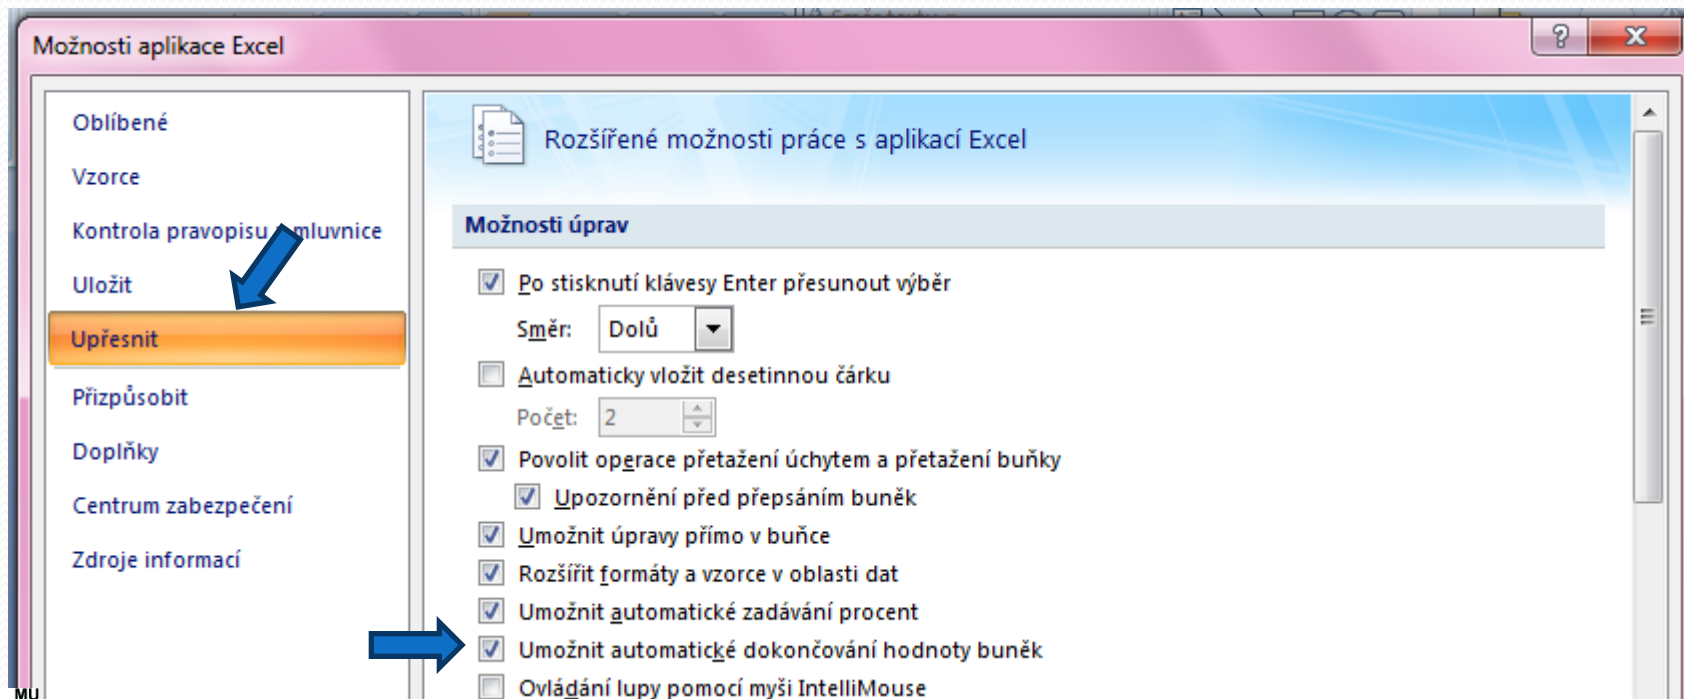 Možnosti aplikace Excel
Oblíbené
Vzorce
Kontrola pravopisu mluvnice
Uložit
Upřesnit
Přizpůsobit
Doplňky
Centrum zabezpečení
Zdroje informací
Rozšířené možnosti práce s aplikací Excel
Možnosti úprav
Po stisknutí klávesy Enter přesunout výběr
Směr: Dolů
Automaticky vložit desetinnou čárku
Počet: 2
Povolit operace přetažení úchytem a přetažení buňky
Upozornění před přepsáním buněk
Umožnit úpravy přímo v buňce
Rozšířit formáty a vzorce v oblasti dat
Umožnit automatické zadávání procent
Umožnit automatické dokončování hodnoty buněk
Ovládání lupy pomocí myši IntelliMouse
MU